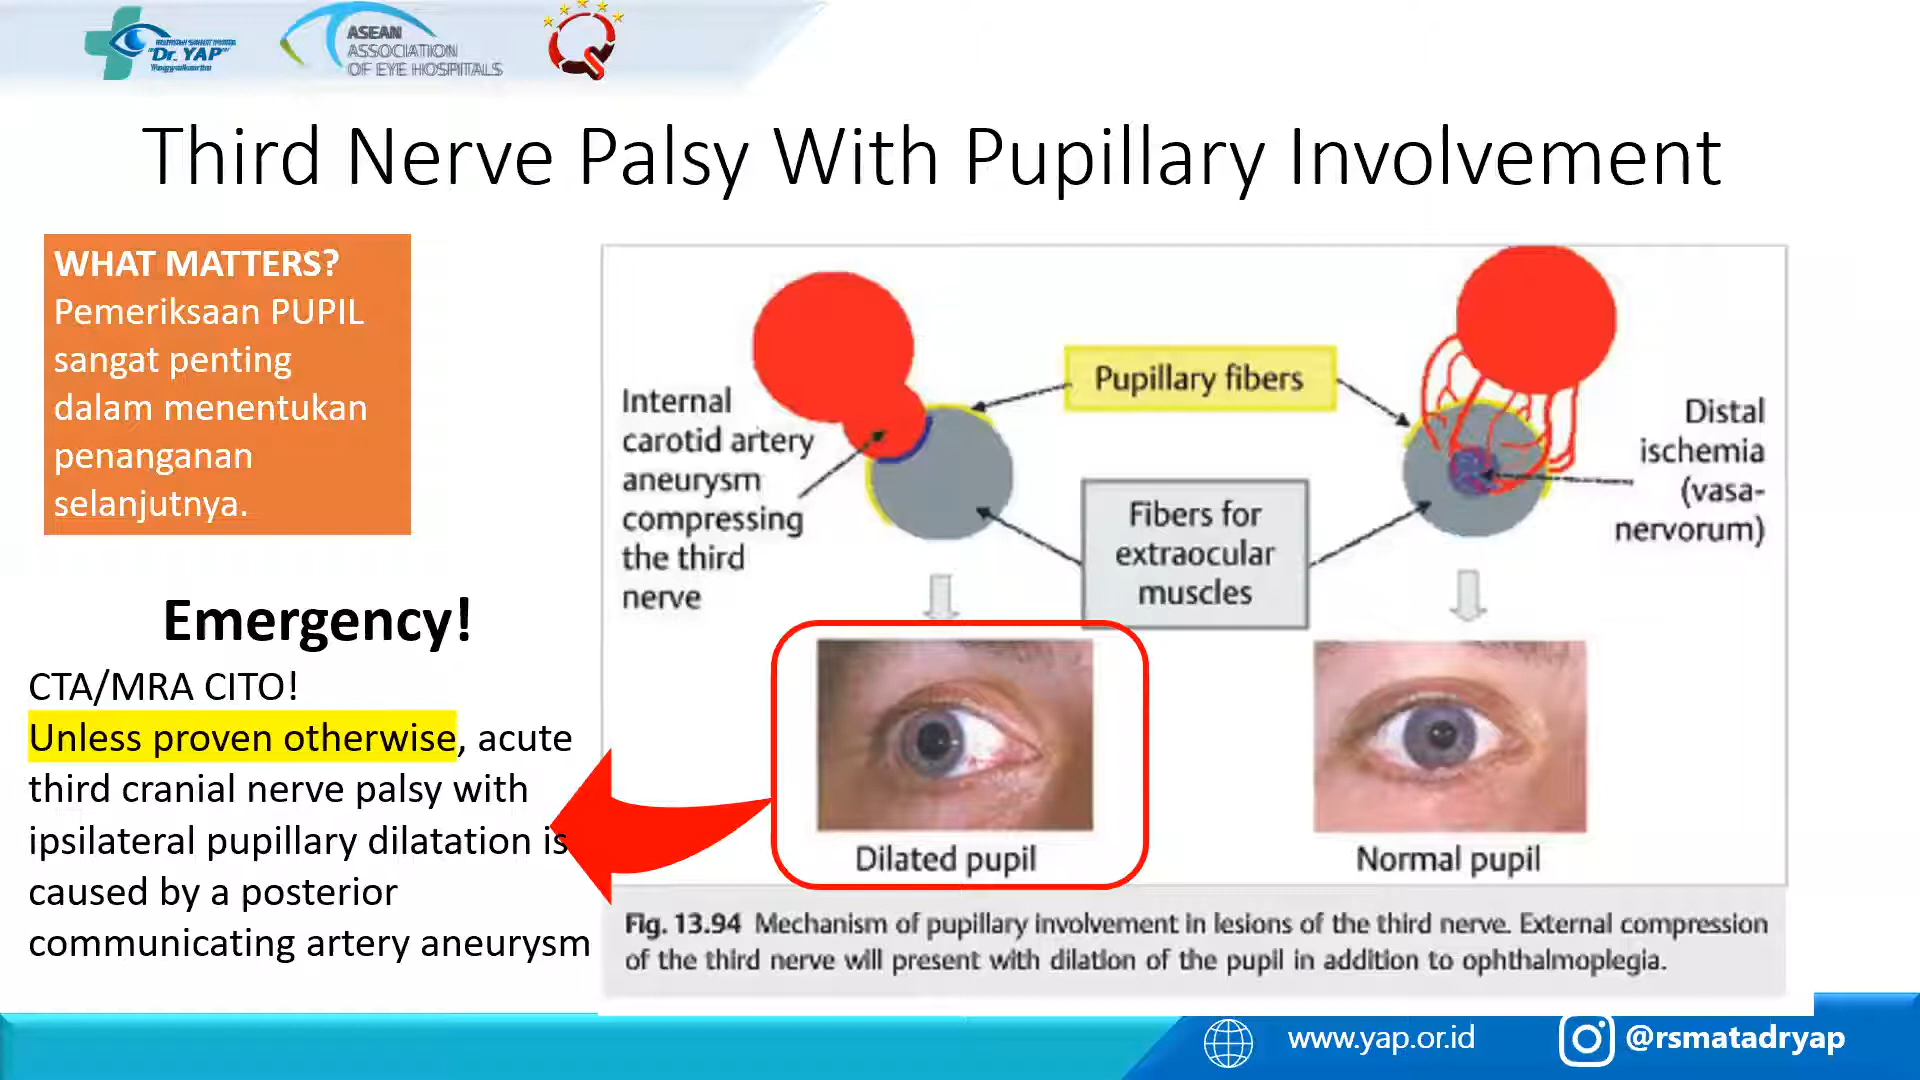 "Dr. YAP"
ASEAN
ASSOCIATION
OF EYE HOSPITALS
Third Nerve Palsy With Pupillary Involvement
WHAT MATTERS?
Pemeriksaan PUPIL
sangat penting
dalam menentukan
penanganan
selanjutnya.
Emergency!
CTA/MRA CITO!
Unless proven otherwise, acute
third cranial nerve palsy with
ipsilateral pupillary dilatation is
caused by a posterior
communicating artery aneurysm
Internal
carotid artery
aneurysm
compressing
the third
nerve
Pupillary fibers
Fibers for
extraocular
muscles
Distal
ischemia
(vasa-
nervorum)
Dilated pupil
Normal pupil
Fig. 13.94 Mechanism of pupillary involvement in lesions of the third nerve. External compression
of the third nerve will present with dilation of the pupil in addition to ophthalmoplegia.
www.yap.or.id
@rsmatadryap